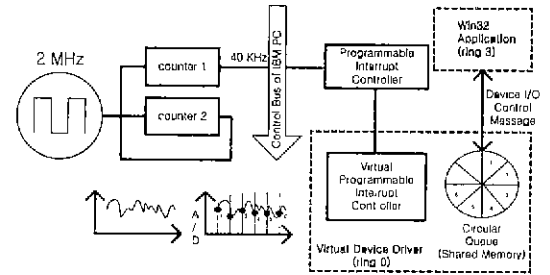 2 MHz
counter 1
counter 2
40 KHz
Control Bus of IBM PC
Programmable
Interrupt
Controller
Win32
Application
(ring 3)
Device I/O
Control
Message
Virtual
Programmable
Interrupt
Controller
Circular
Queue
(Shared Memory)
Virtual Device Driver
(ring 0)
A/D